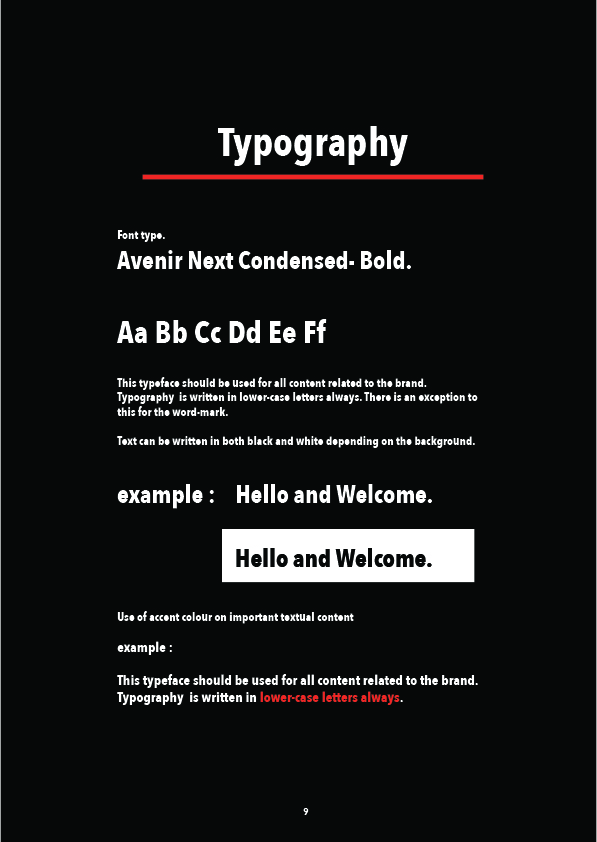 Typography
Font type.
Avenir Next Condensed- Bold.
Aa Bb Cc Dd Ee Ff
This typeface should be used for all content related to the brand.
Typography  is written in lower-case letters always. There is an exception to
this for the word-mark.
Text can be written in both black and white depending on the background.
example :    Hello and Welcome.
Hello and Welcome.
Use of accent colour on important textual content
example :
This typeface should be used for all content related to the brand.
Typography  is written in lower-case letters always.
9